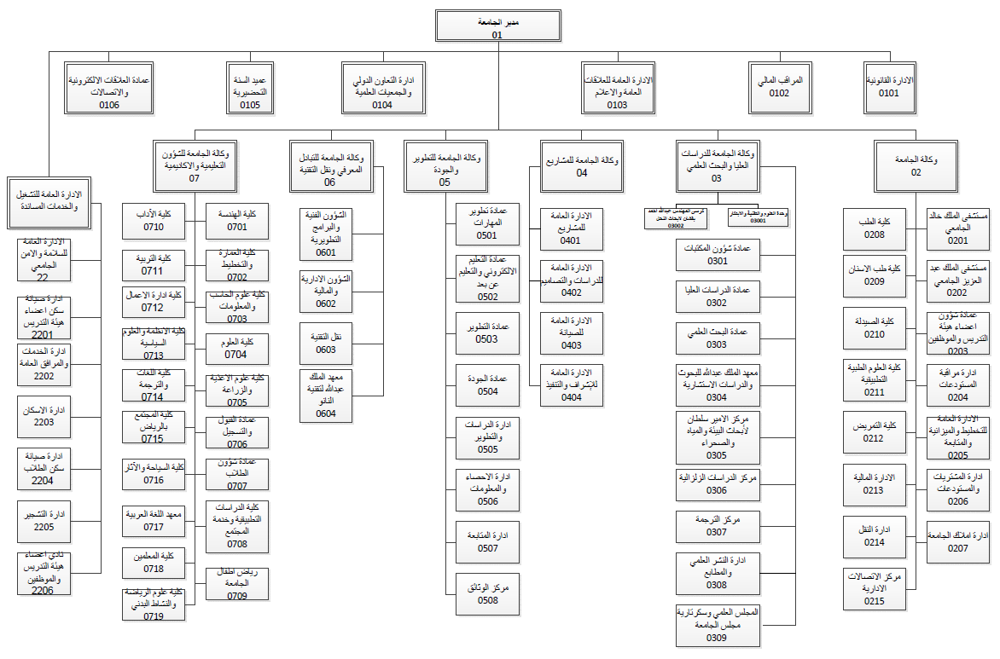 مدير الجامعة
01
الادارة القانونية
0101
المراقب المالي
0102
الادارة العامة للعلاقات
العامة والاعلام
0103
ادارة التعاون الدولي
والجمعيات العلمية
0104
عميد السنة
التحضيرية
0105
عمادة العلاقات الالكترونية
والاتصالات
0106
وكالة الجامعة
02
وكالة الجامعة للدراسات
العليا والبحث العلمي
03
وكالة الجامعة للمشاريع
04
وكالة الجامعة للتطوير
والجودة
05
وكالة الجامعة للتبادل
المعرفي ونقل التقنية
06
وكالة الجامعة للشؤون
التعليمية والاكاديمية
07
الادارة العامة للتشغيل
والخدمات المساندة
مستشفى الملك خالد
الجامعي
0201
مستشفى الملك عبد
العزيز الجامعي
0202
عمادة شؤون
اعضاء هيئة
التدريس والموظفين
0203
ادارة مراقبة
المستودعات
0204
الادارة العامة
للتخطيط والميزانية
والمتابعة
0205
ادارة المشتريات
والمستودعات
0206
ادارة املاك الجامعة
0207
كلية الطب
0208
كلية طب الاسنان
0209
كلية الصيدلة
0210
كلية العلوم الطبية
التطبيقية
0211
كلية التمريض
0212
الادارة المالية
0213
ادارة النقل
0214
مركز الاتصالات
الادارية
0215
وحدة العلوم والتقنية والابتكار
03001
كرسي المهندس عبدالله احمد
بقشان لابحاث النحل
03002
عمادة شؤون المكتبات
0301
عمادة الدراسات العليا
0302
عمادة البحث العلمي
0303
معهد الملك عبدالله للبحوث
والدراسات الاستشارية
0304
مركز الامير سلطان
لأبحاث البيئة والمياه
والصحراء
0305
مركز الدراسات الزلزالية
0306
مركز الترجمة
0307
ادارة النشر العلمي
والمطابع
0308
المجلس العلمي وسكرتارية
مجلس الجامعة
0309
الادارة العامة
للمشاريع
0401
الادارة العامة
للدراسات والتصاميم
0402
الادارة العامة
للصيانة
0403
الادارة العامة
للإشراف والتنفيذ
0404
عمادة تطوير
المهارات
0501
عمادة التعليم
الالكتروني والتعليم
عن بعد
0502
عمادة التطوير
0503
عمادة الجودة
0504
ادارة الدراسات
والتطوير
0505
ادارة الاحصاء
والمعلومات
0506
ادارة المتابعة
0507
مركز الوثائق
0508
الشؤون الفنية
والبرامج
التطويرية
0601
الشؤون الادارية
والمالية
0602
نقل التقنية
0603
معهد الملك
عبدالله لتقنية
النانو
0604
كلية الهندسة
0701
كلية العمارة
والتخطيط
0702
كلية علوم الحاسب
والمعلومات
0703
كلية العلوم
0704
كلية علوم الاغذية
والزراعة
0705
عمادة القبول
والتسجيل
0706
عمادة شؤون
الطلاب
0707
كلية الدراسات
التطبيقية وخدمة
المجتمع
0708
رياض اطفال
الجامعة
0709
كلية الآداب
0710
كلية التربية
0711
كلية ادارة الاعمال
0712
كلية الانظمة والعلوم
السياسية
0713
كلية اللغات
والترجمة
0714
كلية المجتمع
بالرياض
0715
كلية السياحة والآثار
0716
معهد اللغة العربية
0717
كلية المعلمين
0718
كلية علوم الرياضة
والنشاط البدني
0719
الادارة العامة
للسلامة والامن
الجامعي
22
ادارة صيانة
سكن اعضاء
هيئة التدريس
2201
ادارة الخدمات
والمرافق العامة
2202
ادارة الاسكان
2203
ادارة صيانة
سكن الطلاب
2204
ادارة التشجير
2205
نادي اعضاء
هيئة التدريس
والموظفين
2206